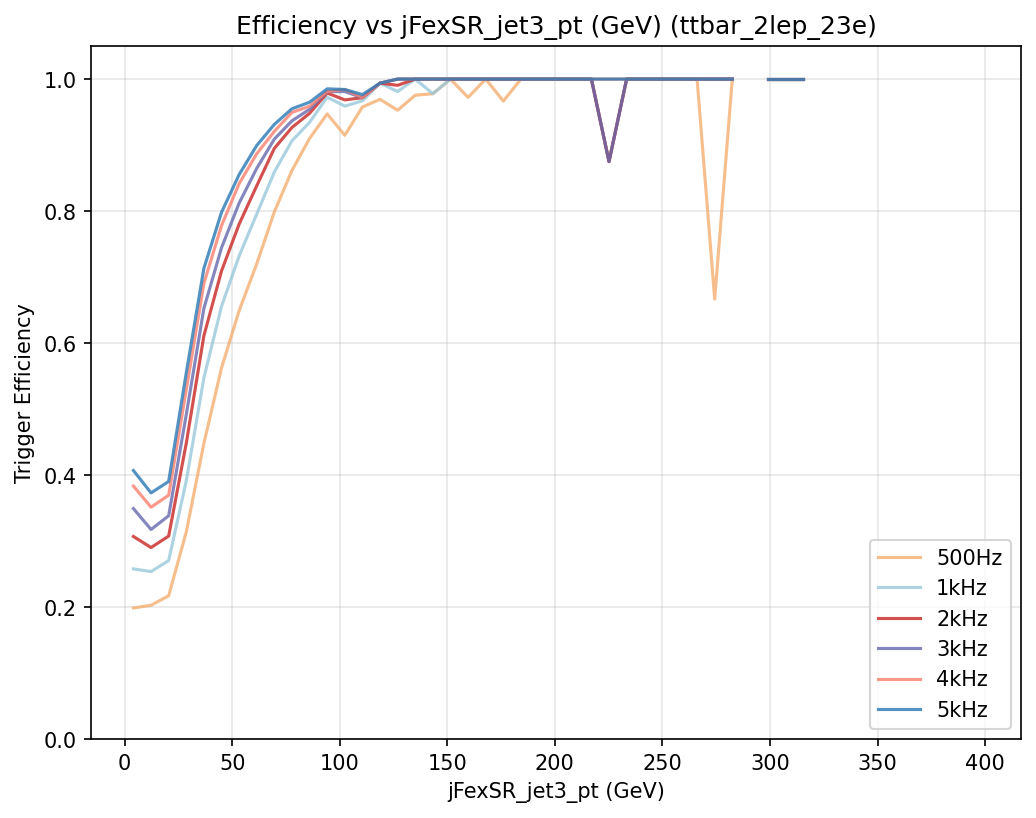 Efficiency vs jFexSR_jet3_pt (GeV) (ttbar_2lep_23e)
Trigger Efficiency
1.0
0.8
0.6
0.4
0.2
0.0
0 50 100 150 200 250 300 350 400
jFexSR_jet3_pt (GeV)
500Hz
1kHz
2kHz
3kHz
4kHz
5kHz